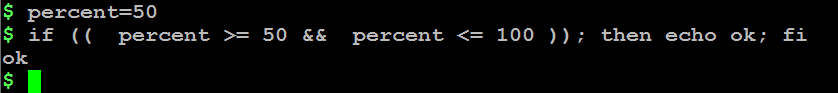 $ percent=50
$ if ((  percent >= 50 &&  percent <= 100 )); then echo ok; fi
ok
$